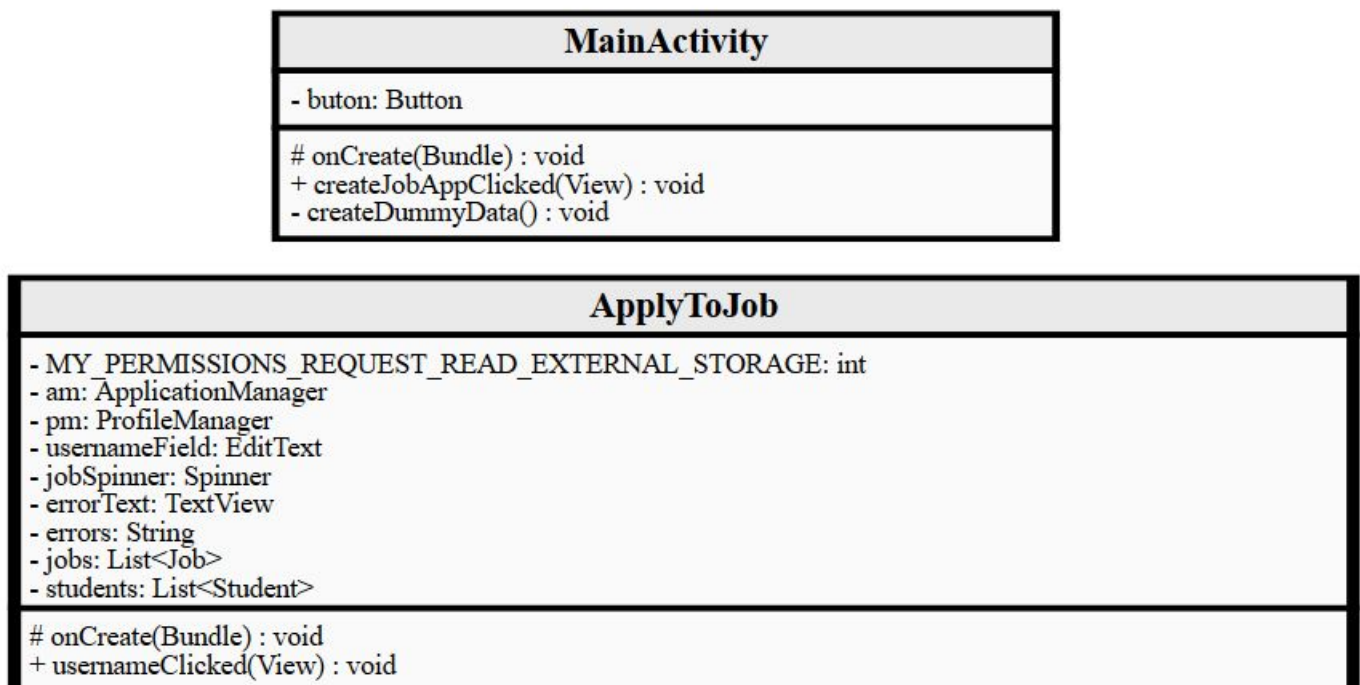 MainActivity
- buton: Button
# onCreate(Bundle) : void
+ createJobAppClicked(View) : void
- createDummyData() : void
ApplyToJob
- MY_PERMISSIONS_REQUEST_READ_EXTERNAL_STORAGE: int
- am: ApplicationManager
- pm: ProfileManager
- usernameField: EditText
- jobSpinner: Spinner
- errorText: TextView
- errors: String
- jobs: List<Job>
- students: List<Student>
# onCreate(Bundle) : void
+ usernameClicked(View) : void